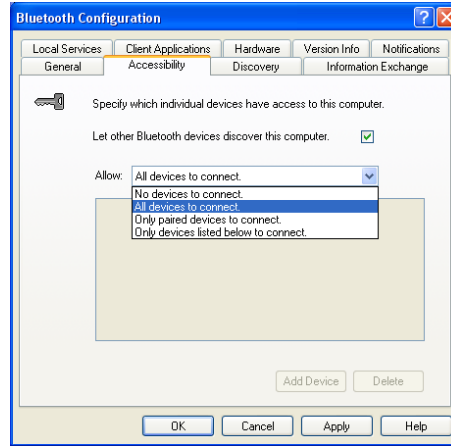 Bluetooth Configuration
Local Services Client Applications Hardware Version Info Notifications
General Accessibility Discovery Information Exchange
Specify which individual devices have access to this computer.
Let other Bluetooth devices discover this computer.
Allow: All devices to connect.
No devices to connect.
All devices to connect.
Only paired devices to connect.
Only devices listed below to connect.
Add Device Delete
OK Cancel Apply Help